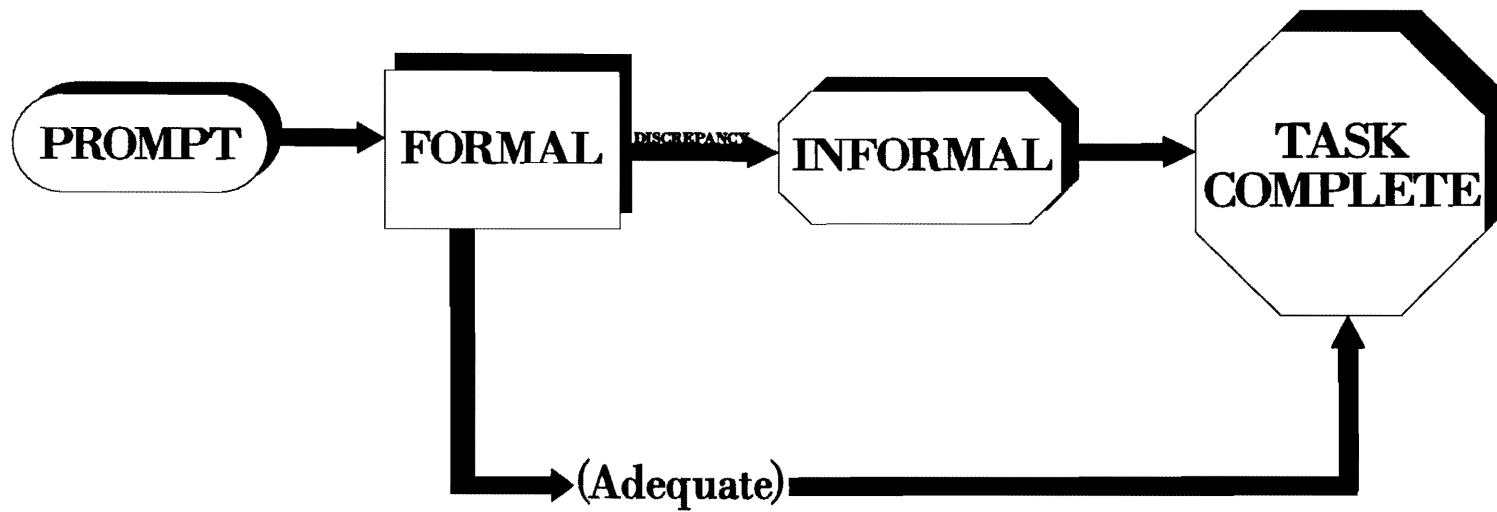 PROMPT
FORMAL
DISCREPANCY
INFORMAL
TASK
COMPLETE
(Adequate)